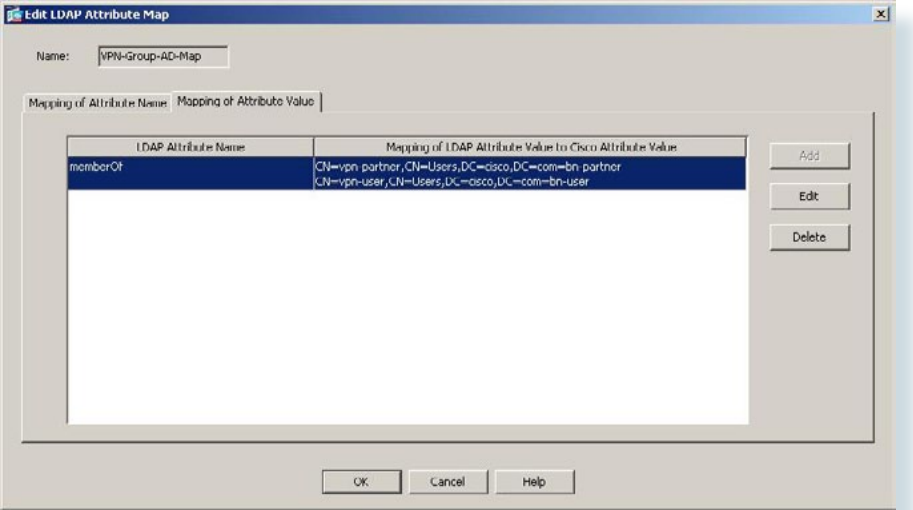 Edit LDAP Attribute Map
Name: VPN-Group-AD-Map
Mapping of Attribute Name Mapping of Attribute Value
LDAP Attribute Name Mapping of LDAP Attribute Value to Cisco Attribute Value
memberOf CN=vpn-partner,CN=Users,DC=cisco,DC=com=bn-partner
CN=vpn-user,CN=Users,DC=cisco,DC=com=bn-user
Add
Edit
Delete
OK Cancel Help